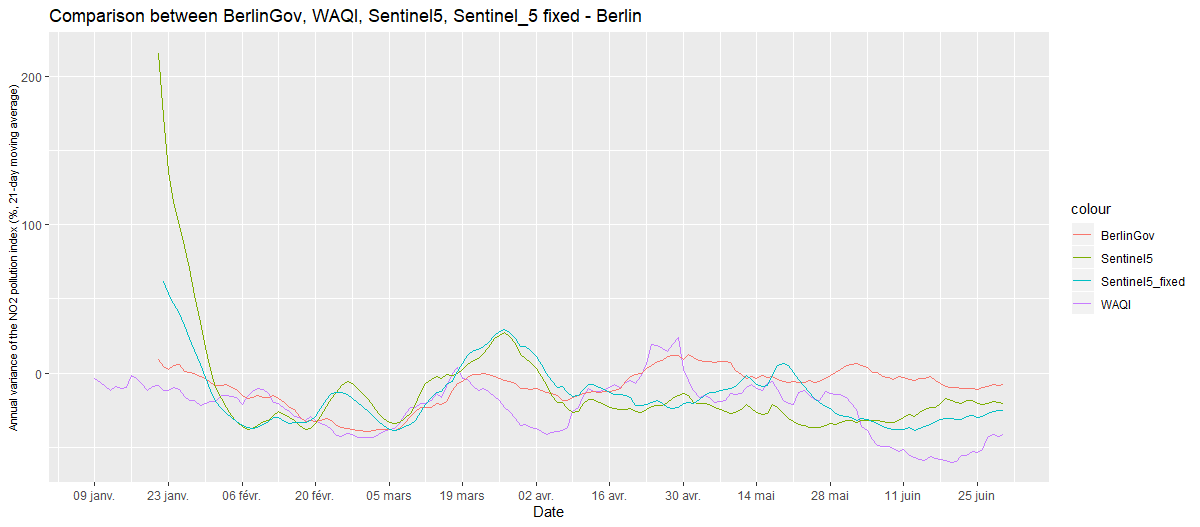 Comparison between BerlinGov, WAQI, Sentinel5, Sentinel_5 fixed - Berlin
Annual variance of the NO2 pollution index (%, 21-day moving average)
200
100
0
09 janv. 23 janv. 06 févr. 20 févr. 05 mars 19 mars 02 avr. 16 avr. 30 avr. 14 mai 28 mai 11 juin 25 juin
Date
colour
BerlinGov
Sentinel5
Sentinel5_fixed
WAQI